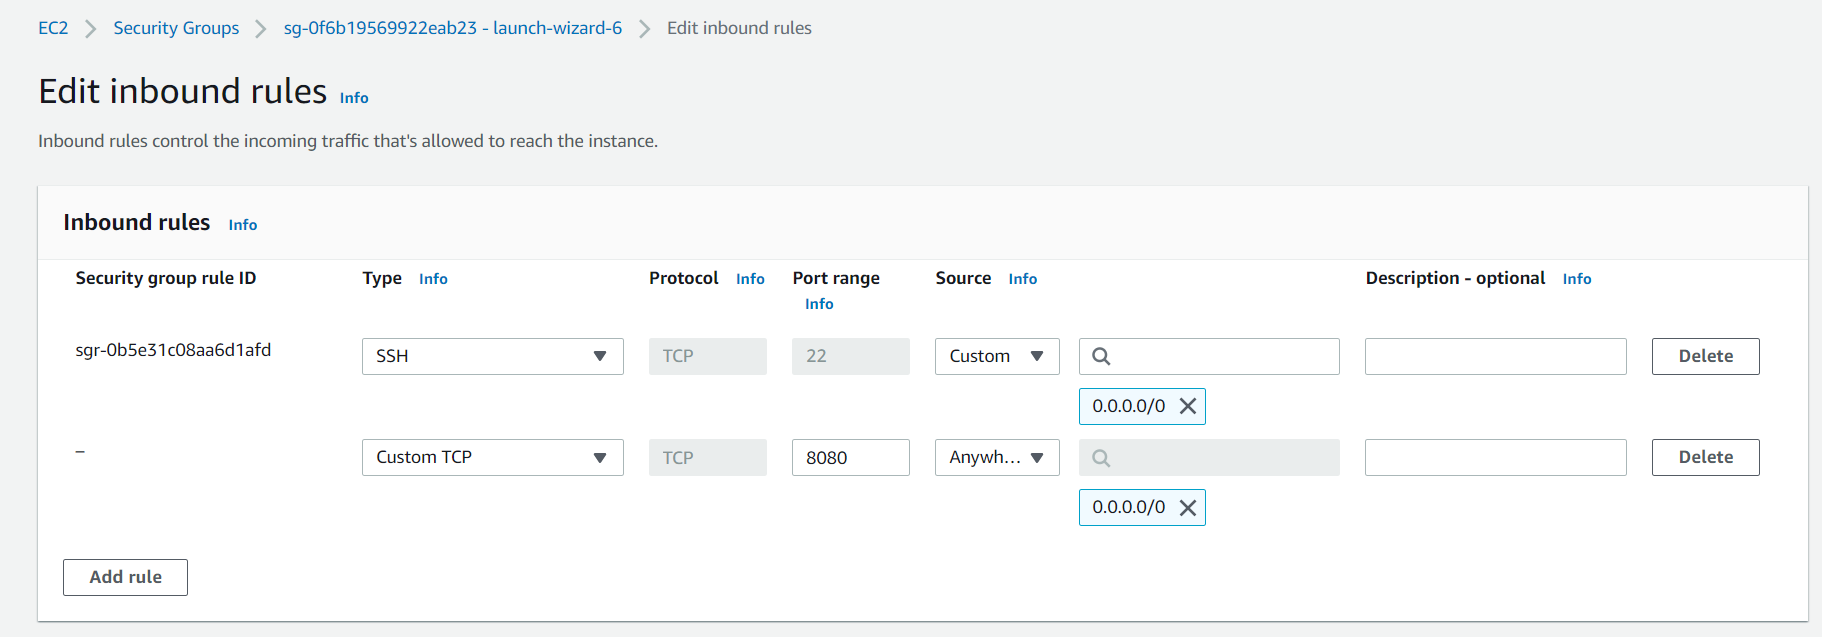 EC2 > Security Groups > sg-0f6b19569922eab23 - launch-wizard-6 > Edit inbound rules
Edit inbound rules Info
Inbound rules control the incoming traffic that's allowed to reach the instance.
Inbound rules Info
Security group rule ID Type Info Protocol Info Port range Info Source Info Description - optional Info
sgr-0b5e31c08aa6d1afd SSH TCP 22 Custom Delete
0.0.0.0/0
– Custom TCP TCP 8080 Anywh... Delete
0.0.0.0/0
Add rule